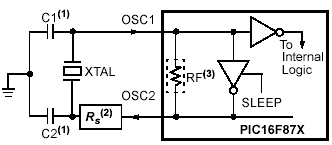 C1(1)
OSC1
To
Internal
Logic
XTAL
RF(3)
SLEEP
OSC2
C2(1)
Rs(2)
PIC16F87X